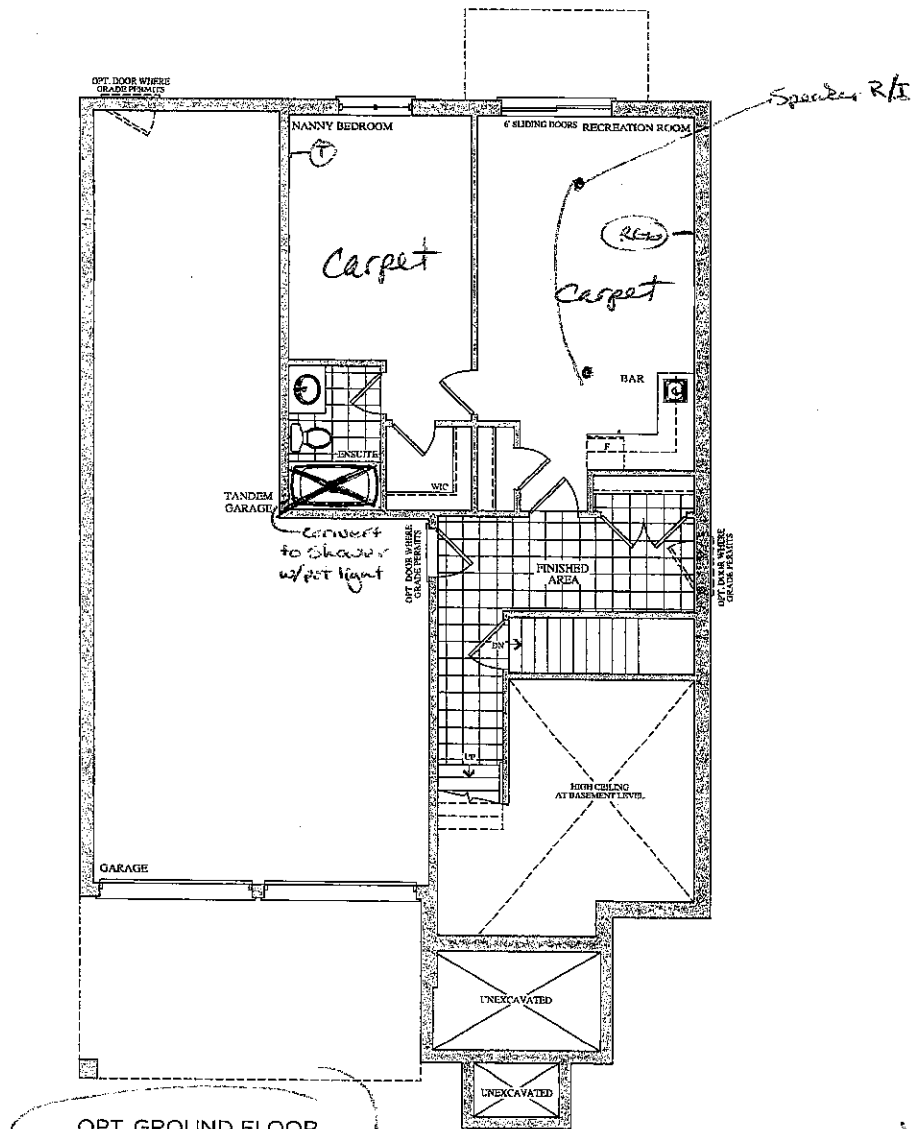 OPT. DOOR WHERE
GRADE PERMITS
Speaker R/I
NANNY BEDROOM
6' SLIDING DOORS
RECREATION ROOM
T
Carpet
Carpet
BAR
F
ENSUITE
WIC
TANDEM
GARAGE
convert
to shower
w/pot light
OPT. DOOR WHERE
GRADE PERMITS
FINISHED
AREA
OPT. DOOR WHERE
GRADE PERMITS
DN
UP
HIGH CEILING
AT BASEMENT LEVEL
GARAGE
UNEXCAVATED
UNEXCAVATED
OPT. GROUND FLOOR